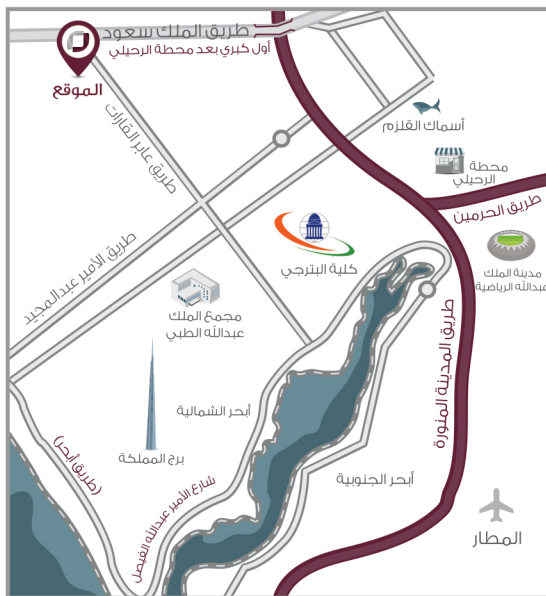 طريق الملك سعود
أول كبري بعد محطة الرحيلي
الموقع
طريق عابر القارات
أسماك القلزم
محطة
الرحيلي
طريق الحرمين
طريق الأمير عبدالمجيد
كلية البترجي
مدينة الملك
عبدالله الرياضية
مجمع الملك
عبدالله الطبي
طريق المدينة المنورة
أبحر الشمالية
برج المملكة
(طريق أبحر)
شارع الأمير عبدالله الفيصل
أبحر الجنوبية
المطار